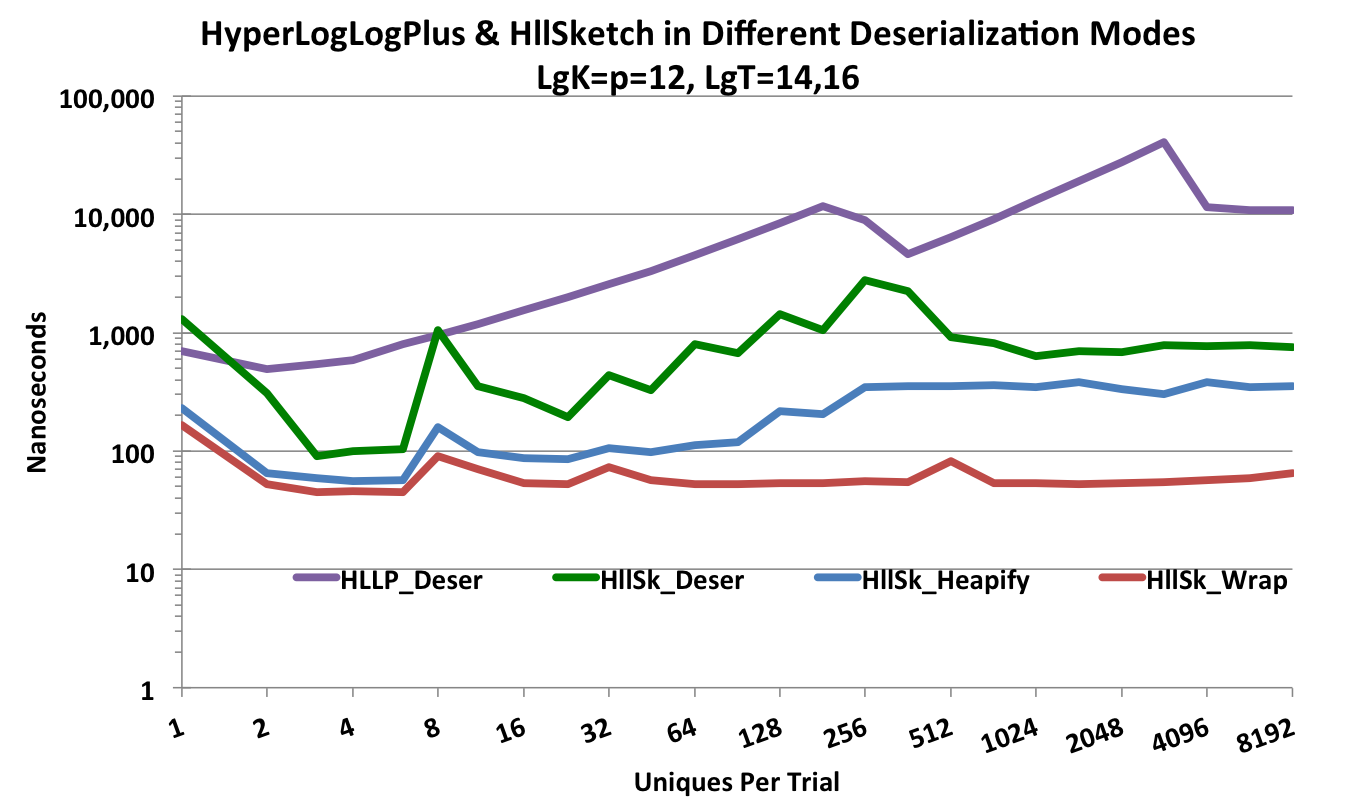 HyperLogLogPlus & HllSketch in Different Deserialization Modes
LgK=p=12, LgT=14,16
100,000
10,000
1,000
100
10
1
Nanoseconds
HLLP_Deser HllSk_Deser HllSk_Heapify HllSk_Wrap
1 2 4 8 16 32 64 128 256 512 1024 2048 4096 8192
Uniques Per Trial